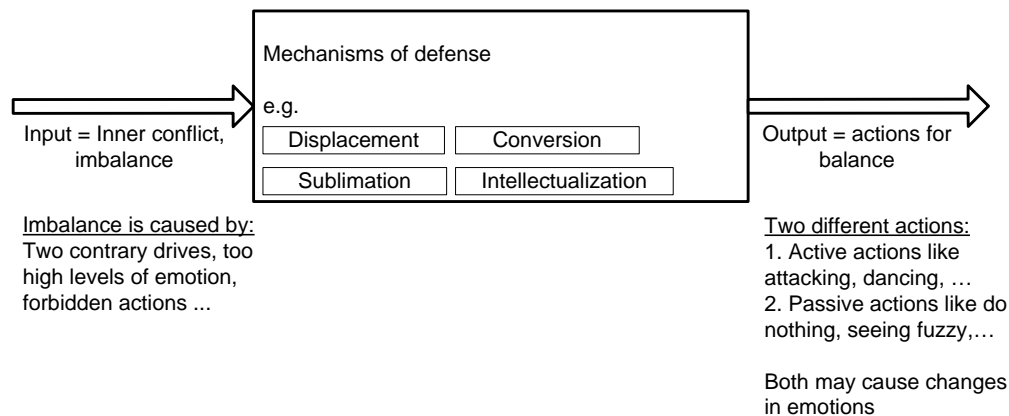 Mechanisms of defense
e.g.
Displacement
Conversion
Sublimation
Intellectualization
Input = Inner conflict,
imbalance
Imbalance is caused by:
Two contrary drives, too
high levels of emotion,
forbidden actions ...
Output = actions for
balance
Two different actions:
1. Active actions like
attacking, dancing, …
2. Passive actions like do
nothing, seeing fuzzy,…
Both may cause changes
in emotions